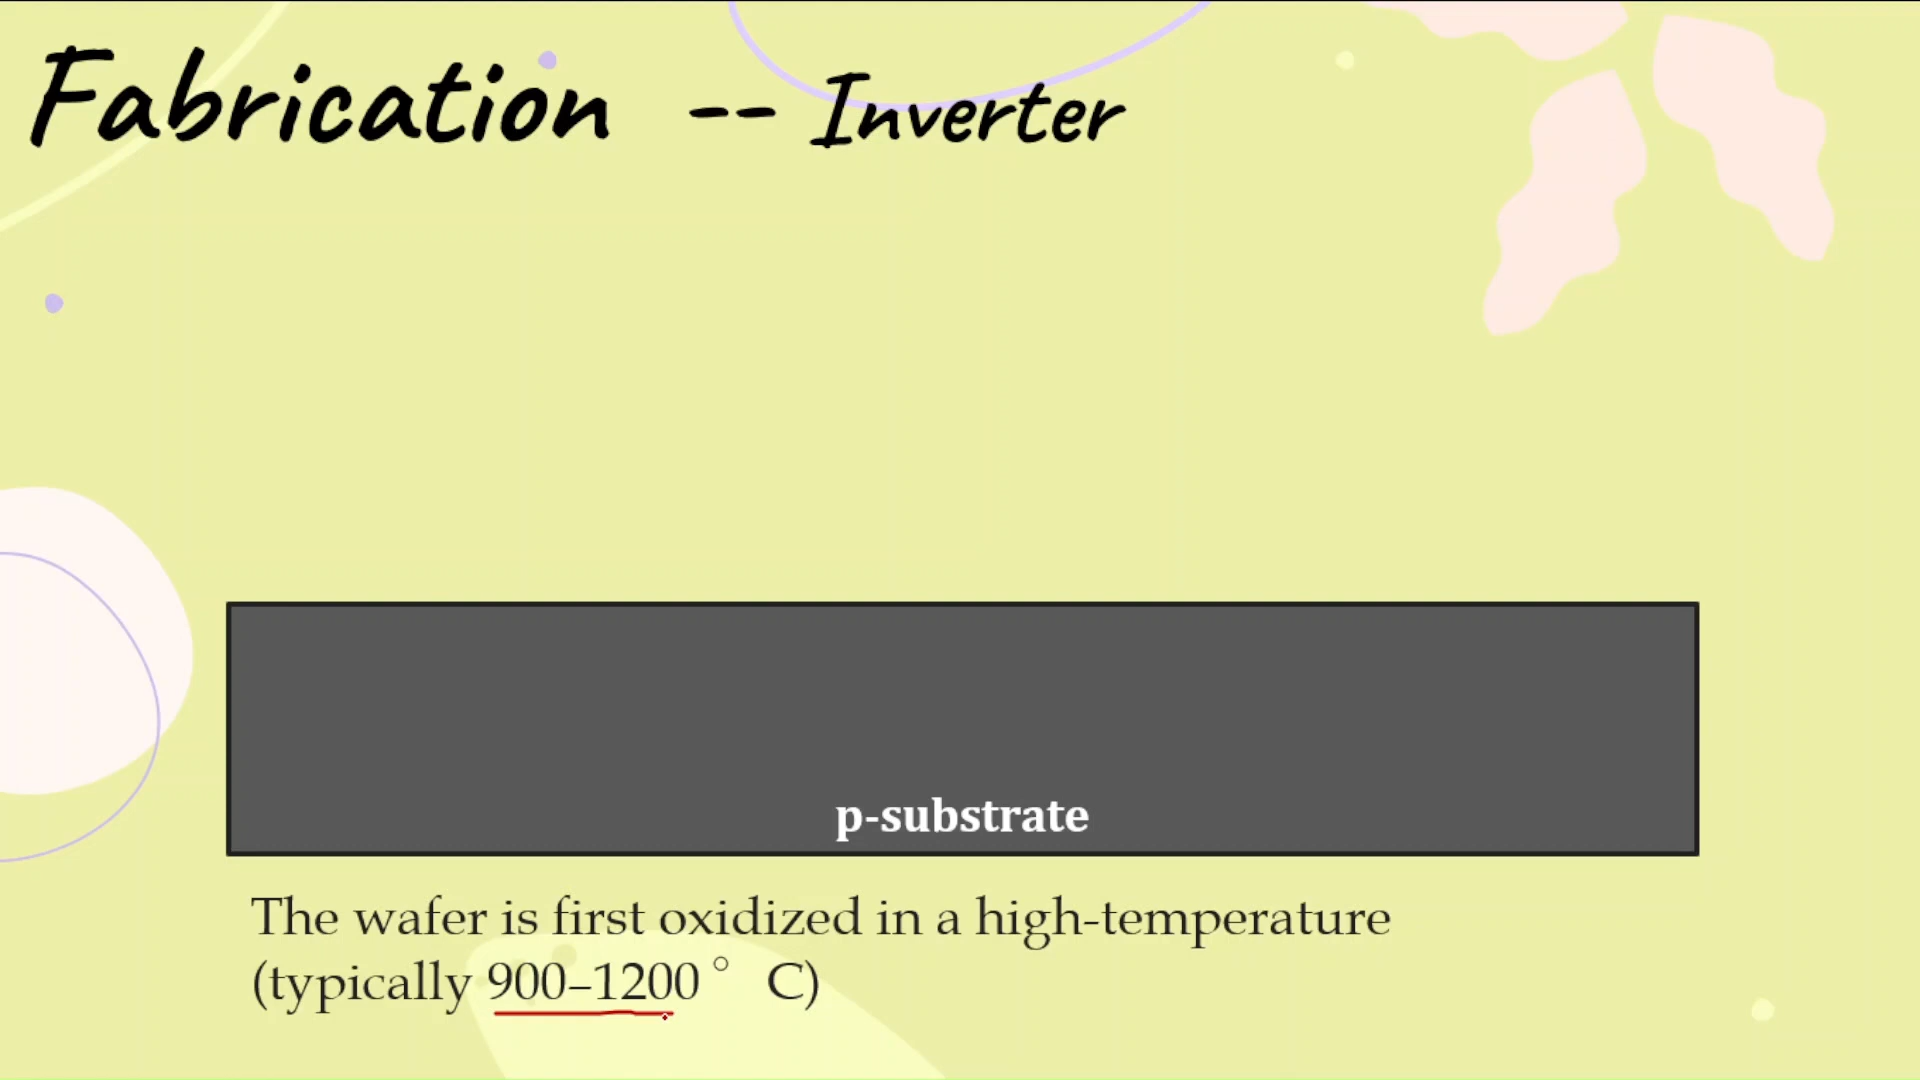 Fabrication -- Inverter
p-substrate
The wafer is first oxidized in a high-temperature
(typically 900–1200° C)